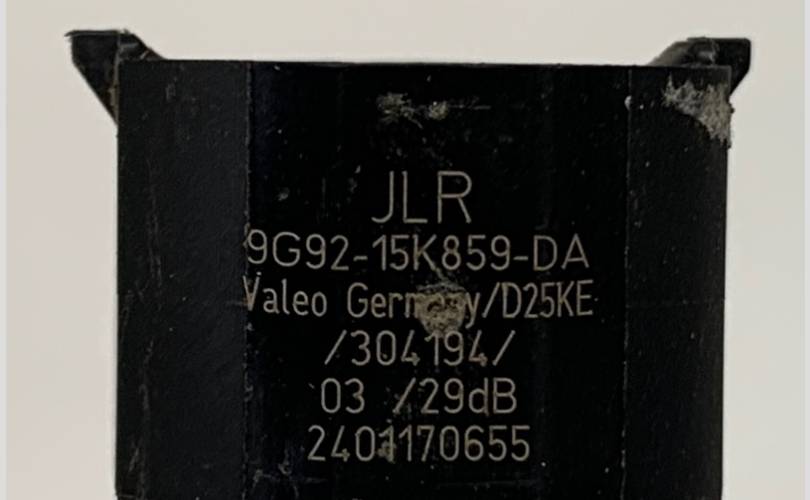 JLR
9G92-15K859-DA
Valeo Germany/D25KE
/304194/
03 /29dB
2401170655